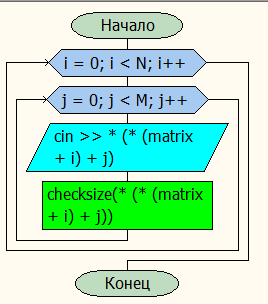 Начало
i = 0; i < N; i++
j = 0; j < M; j++
cin >> * (* (matrix
+ i) + j)
checksize(* (* (matrix
+ i) + j))
Конец